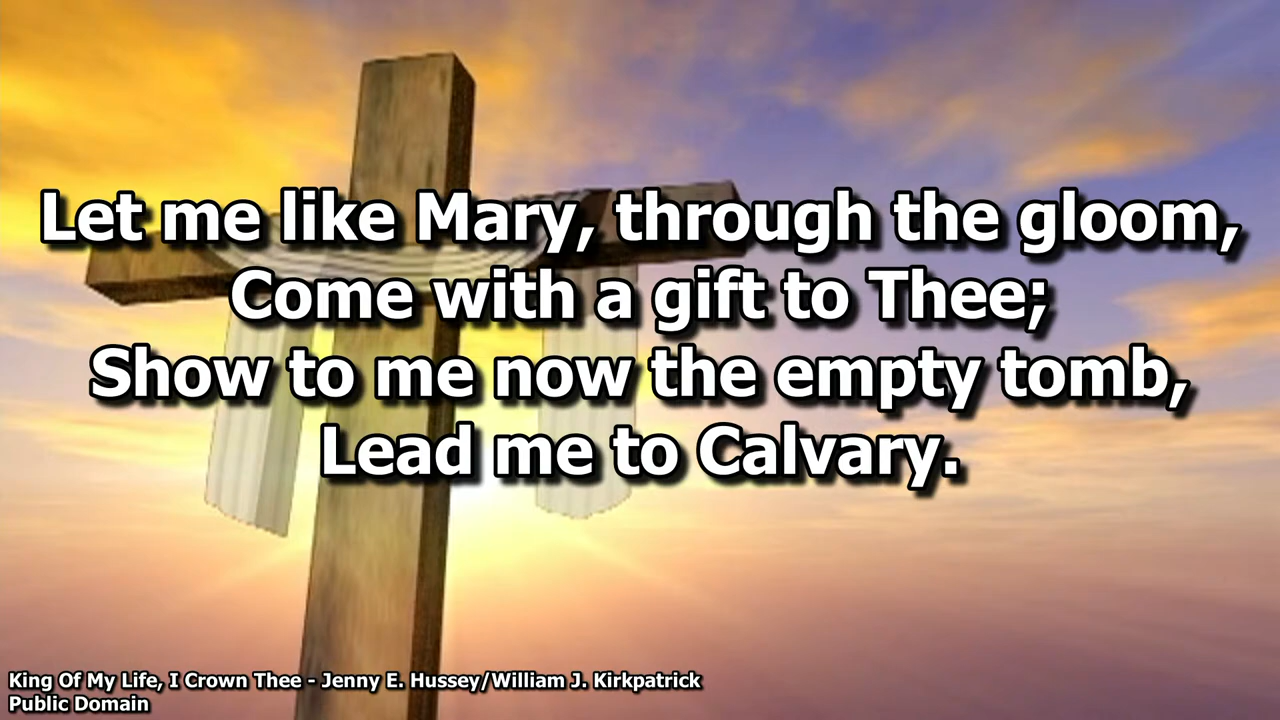 Let me like Mary, through the gloom,
Come with a gift to Thee;
Show to me now the empty tomb,
Lead me to Calvary.
King Of My Life, I Crown Thee - Jenny E. Hussey/William J. Kirkpatrick
Public Domain